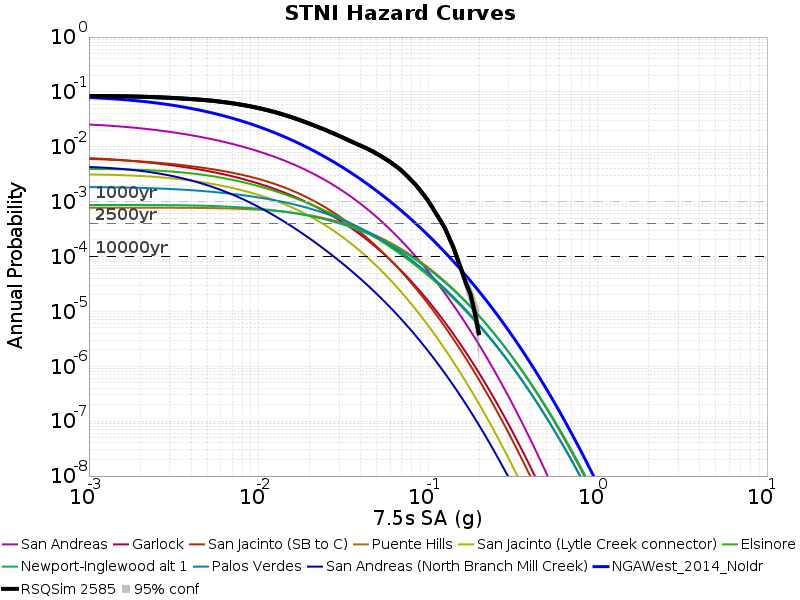 STNI Hazard Curves
Annual Probability
10^0
10^-1
10^-2
10^-3
10^-4
10^-5
10^-6
10^-7
10^-8
1000yr
2500yr
10000yr
10^-3 10^-2 10^-1 10^0 10^1
7.5s SA (g)
San Andreas Garlock San Jacinto (SB to C) Puente Hills San Jacinto (Lytle Creek connector) Elsinore
Newport-Inglewood alt 1 Palos Verdes San Andreas (North Branch Mill Creek) NGAWest_2014_NoIdr
RSQSim 2585 95% conf